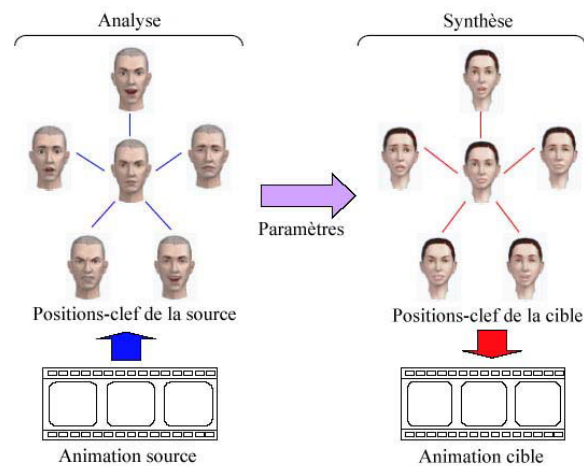 Analyse
Synthèse
Paramètres
Positions-clef de la source
Positions-clef de la cible
Animation source
Animation cible